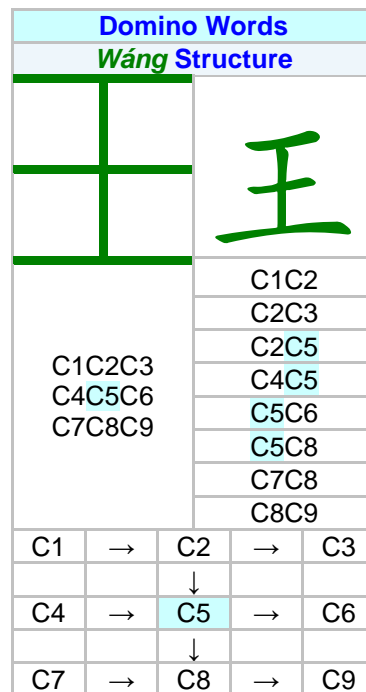 Domino Words
Wáng Structure
王
C1C2
C2C3
C2C5
C4C5
C5C6
C5C8
C7C8
C8C9
C1C2C3
C4C5C6
C7C8C9
C1 → C2 → C3
↓
C4 → C5 → C6
↓
C7 → C8 → C9